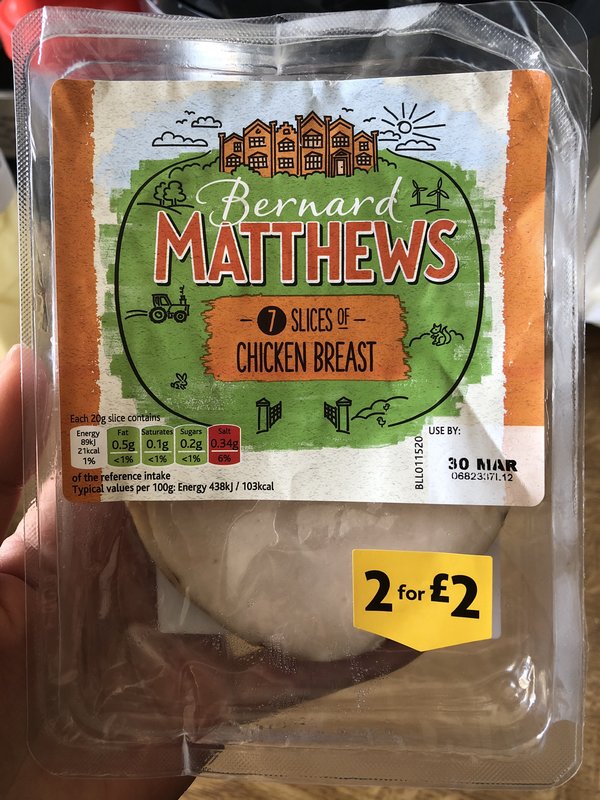 Bernard
MATTHEWS
- 7 SLICES OF -
CHICKEN BREAST
Each 20g slice contains
Energy Fat Saturates Sugars Salt
89kJ 0.5g 0.1g 0.2g 0.34g
21kcal
1% <1% <1% <1% 6%
of the reference intake
Typical values per 100g: Energy 438kJ / 103kcal
BLL011520
USE BY:
30 MAR
06823371.12
2 for £2